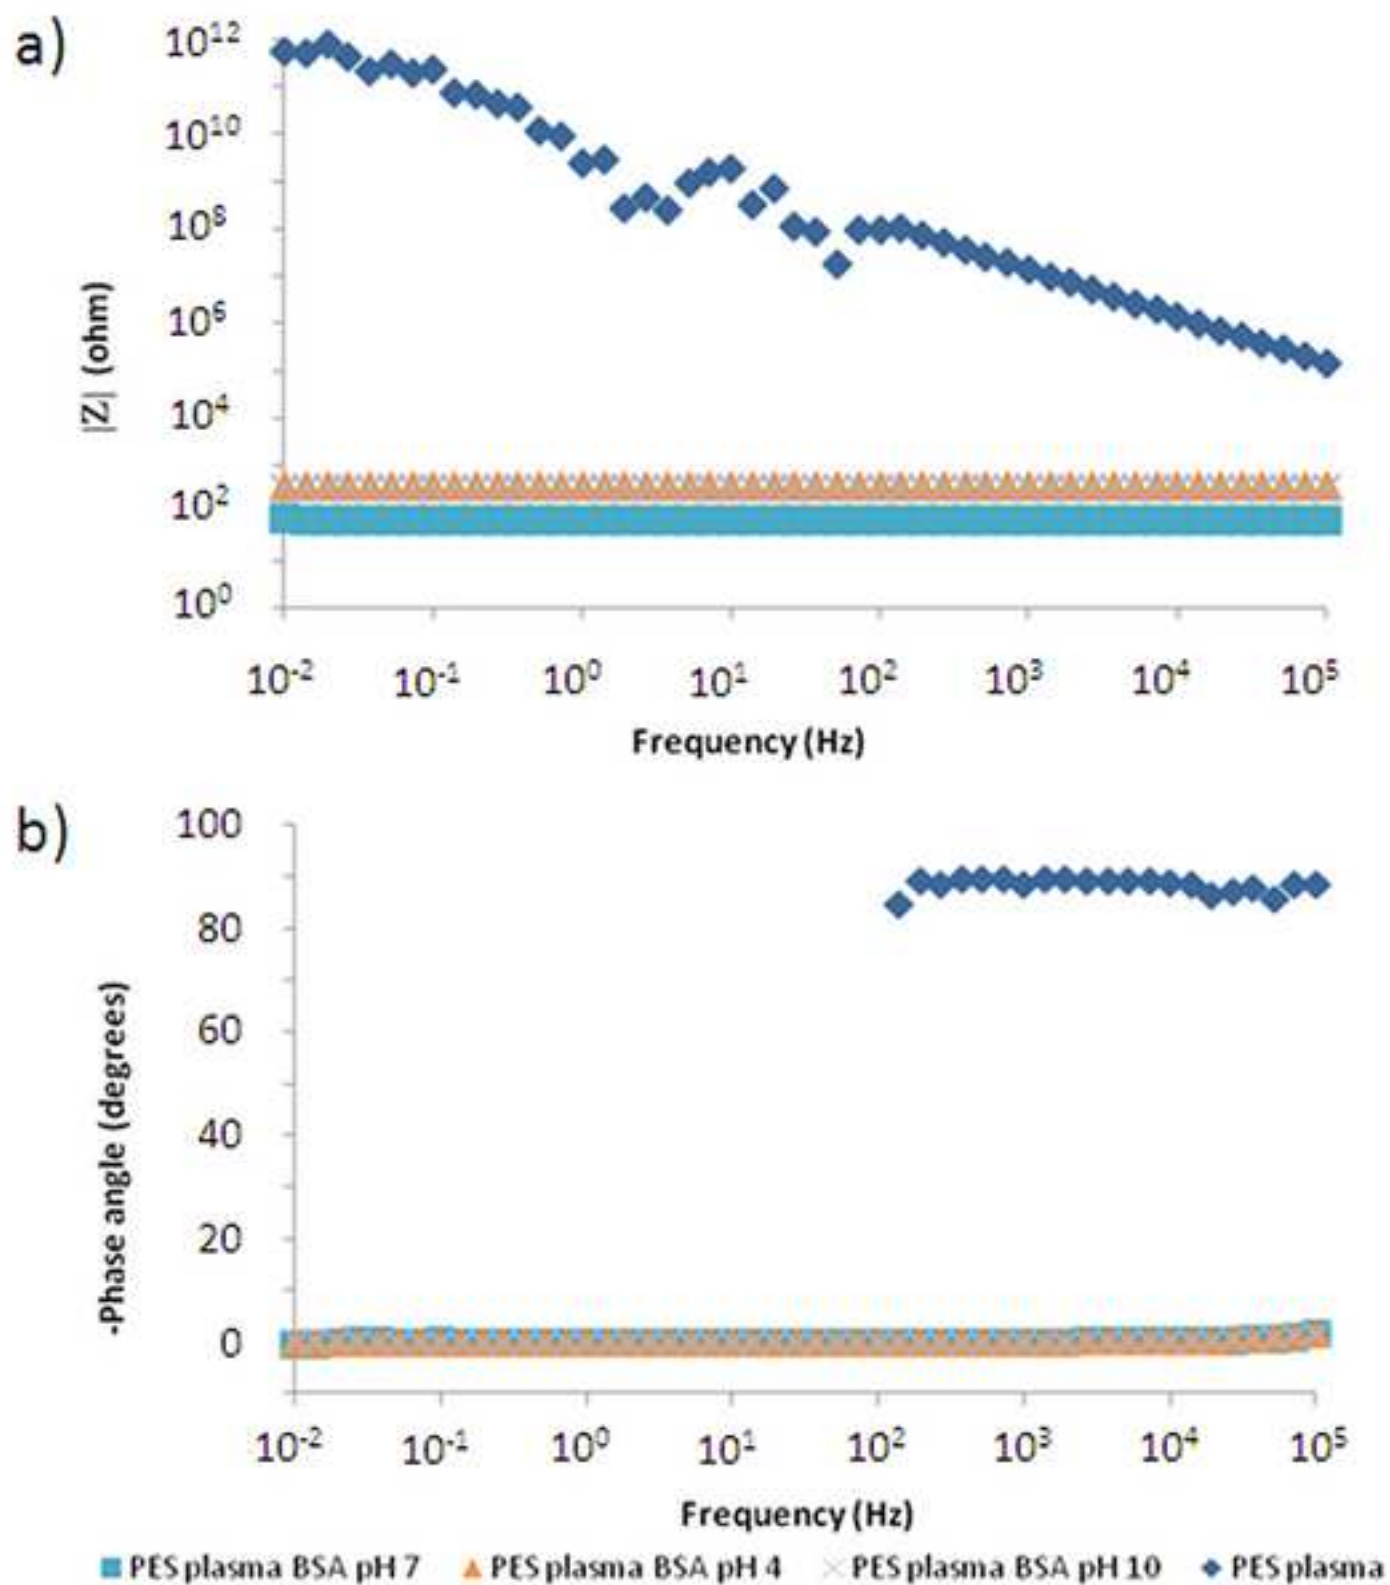 a)
10¹²
10¹⁰
10⁸
10⁶
10⁴
10²
10⁰
|Z| (ohm)
10⁻² 10⁻¹ 10⁰ 10¹ 10² 10³ 10⁴ 10⁵
Frequency (Hz)
b)
100
80
60
40
20
0
-Phase angle (degrees)
10⁻² 10⁻¹ 10⁰ 10¹ 10² 10³ 10⁴ 10⁵
Frequency (Hz)
PES plasma BSA pH 7 PES plasma BSA pH 4 PES plasma BSA pH 10 PES plasma